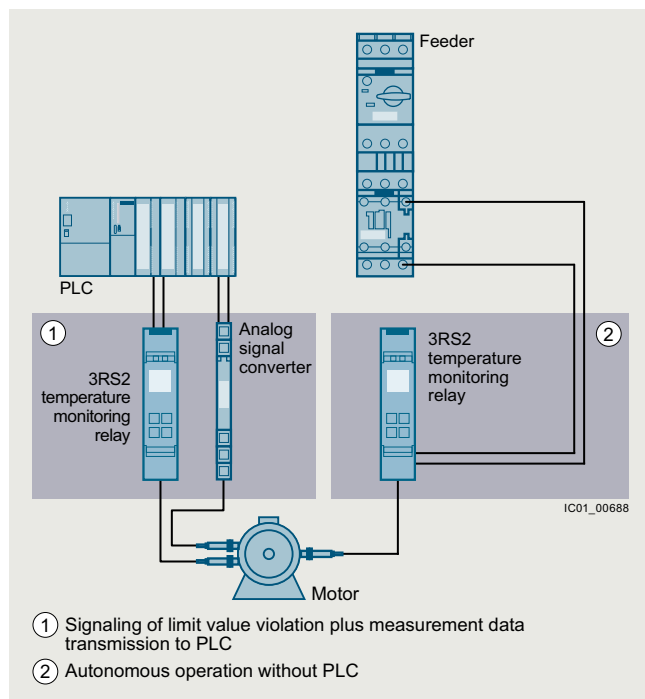 Feeder
PLC
1
3RS2
temperature
monitoring
relay
Analog
signal
converter
2
3RS2
temperature
monitoring
relay
IC01_00688
Motor
1 Signaling of limit value violation plus measurement data
transmission to PLC
2 Autonomous operation without PLC